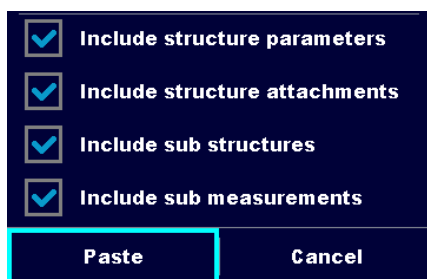 Include structure parameters
Include structure attachments
Include sub structures
Include sub measurements
Paste Cancel